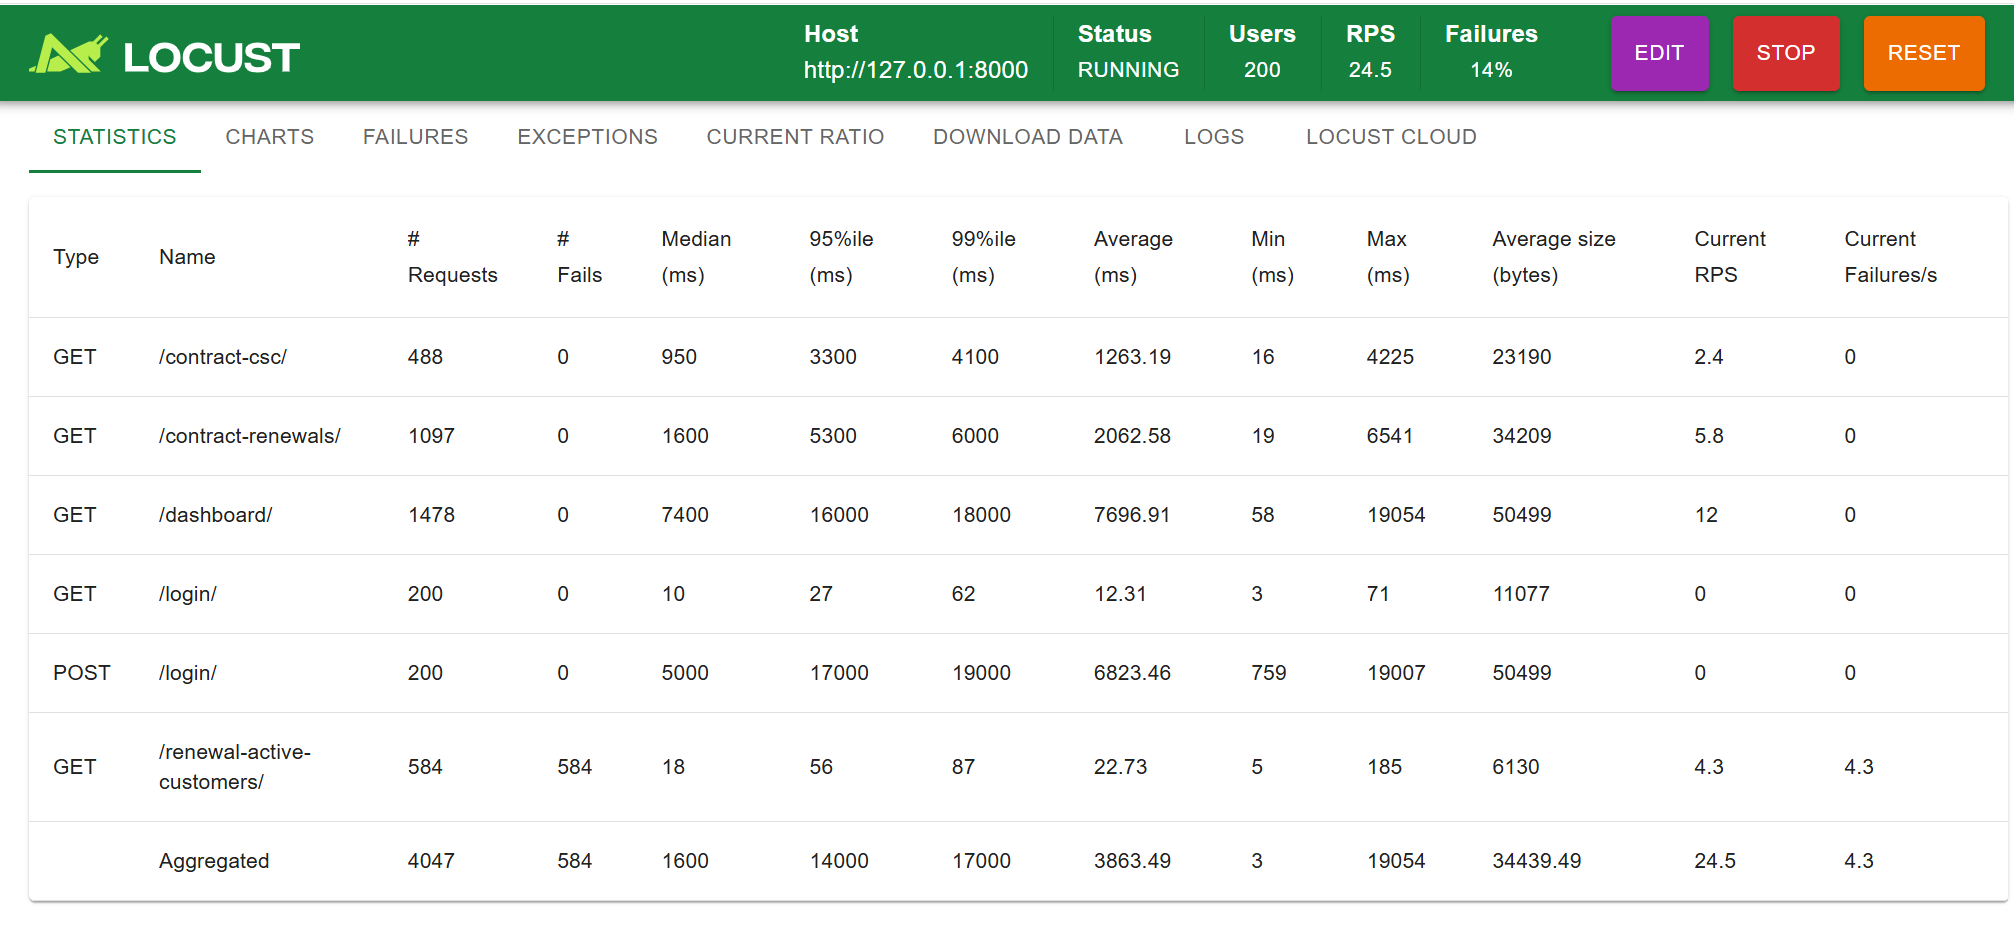 LOCUST
Host Status Users RPS Failures
http://127.0.0.1:8000 RUNNING 200 24.5 14%
EDIT STOP RESET
STATISTICS CHARTS FAILURES EXCEPTIONS CURRENT RATIO DOWNLOAD DATA LOGS LOCUST CLOUD
Type Name # Requests # Fails Median (ms) 95%ile (ms) 99%ile (ms) Average (ms) Min (ms) Max (ms) Average size (bytes) Current RPS Current Failures/s
GET /contract-csc/ 488 0 950 3300 4100 1263.19 16 4225 23190 2.4 0
GET /contract-renewals/ 1097 0 1600 5300 6000 2062.58 19 6541 34209 5.8 0
GET /dashboard/ 1478 0 7400 16000 18000 7696.91 58 19054 50499 12 0
GET /login/ 200 0 10 27 62 12.31 3 71 11077 0 0
POST /login/ 200 0 5000 17000 19000 6823.46 759 19007 50499 0 0
GET /renewal-active-customers/ 584 584 18 56 87 22.73 5 185 6130 4.3 4.3
Aggregated 4047 584 1600 14000 17000 3863.49 3 19054 34439.49 24.5 4.3